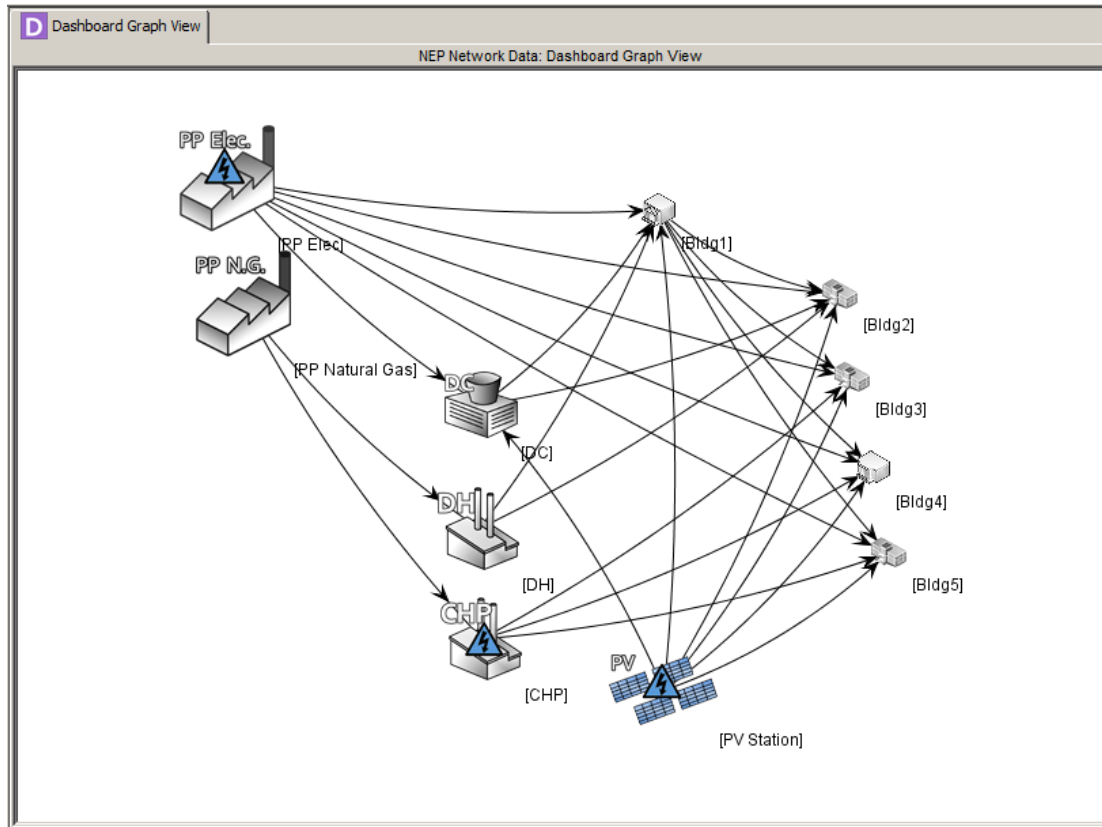 D Dashboard Graph View
NEP Network Data: Dashboard Graph View
PP Elec.
[PP Elec]
[Bldg1]
PP N.G.
[Bldg2]
[PP Natural Gas]
DC
[Bldg3]
[DC]
DH
[Bldg4]
[DH]
[Bldg5]
CHP
PV
[CHP]
[PV Station]